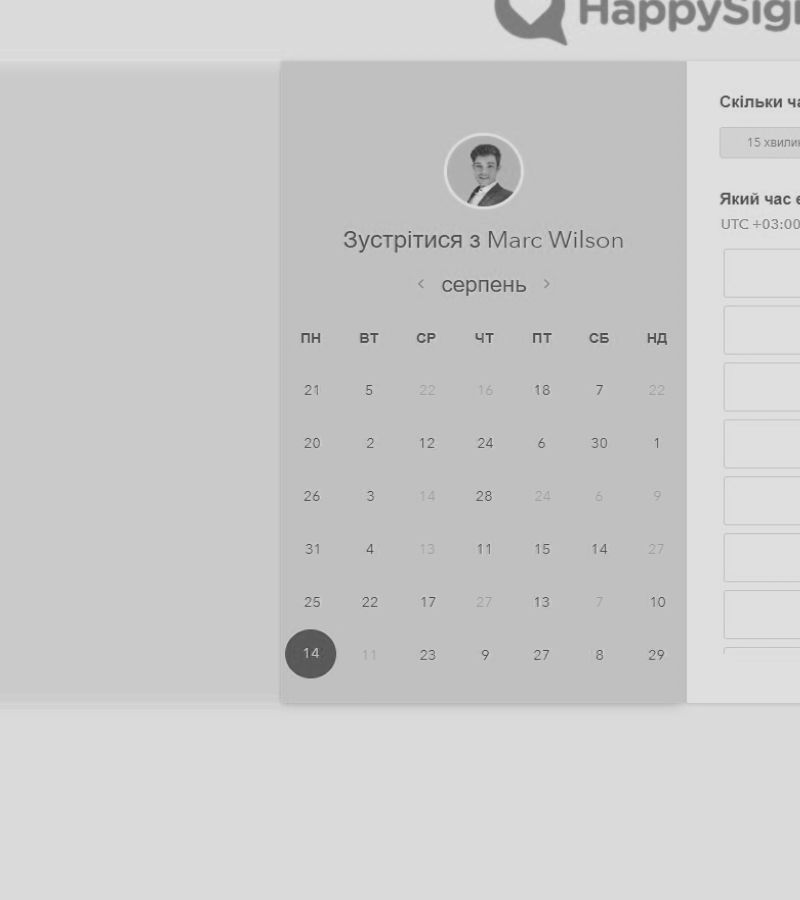 HappySig
Зустрітися з Marc Wilson
< серпень >
ПН ВТ СР ЧТ ПТ СБ НД
21 5 22 16 18 7 22
20 2 12 24 6 30 1
26 3 14 28 24 6 9
31 4 13 11 15 14 27
25 22 17 27 13 7 10
14 11 23 9 27 8 29
Скільки ча
15 хвилин
Який час є
UTC +03:00